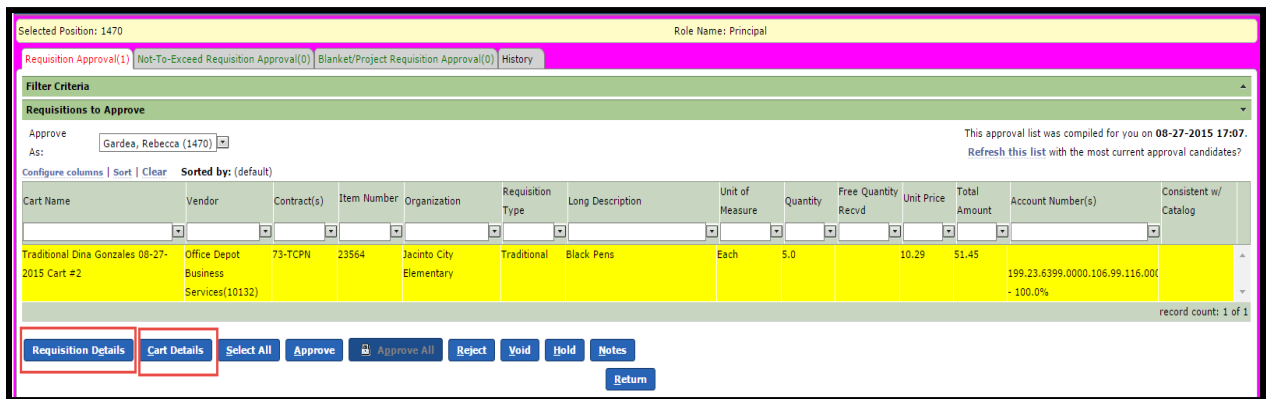 Selected Position: 1470 Role Name: Principal
Requisition Approval(1) Not-To-Exceed Requisition Approval(0) Blanket/Project Requisition Approval(0) History
Filter Criteria
Requisitions to Approve
Approve As: Gardea, Rebecca (1470)
This approval list was compiled for you on 08-27-2015 17:07.
Refresh this list with the most current approval candidates?
Configure columns | Sort | Clear Sorted by: (default)
Cart Name Vendor Contract(s) Item Number Organization Requisition Type Long Description Unit of Measure Quantity Free Quantity Recvd Unit Price Total Amount Account Number(s) Consistent w/ Catalog
Traditional Dina Gonzales 08-27-2015 Cart #2 Office Depot Business Services(10132) 73-TCPN 23564 Jacinto City Elementary Traditional Black Pens Each 5.0 10.29 51.45 199.23.6399.0000.106.99.116.000 - 100.0%
record count: 1 of 1
Requisition Details Cart Details Select All Approve Approve All Reject Void Hold Notes
Return